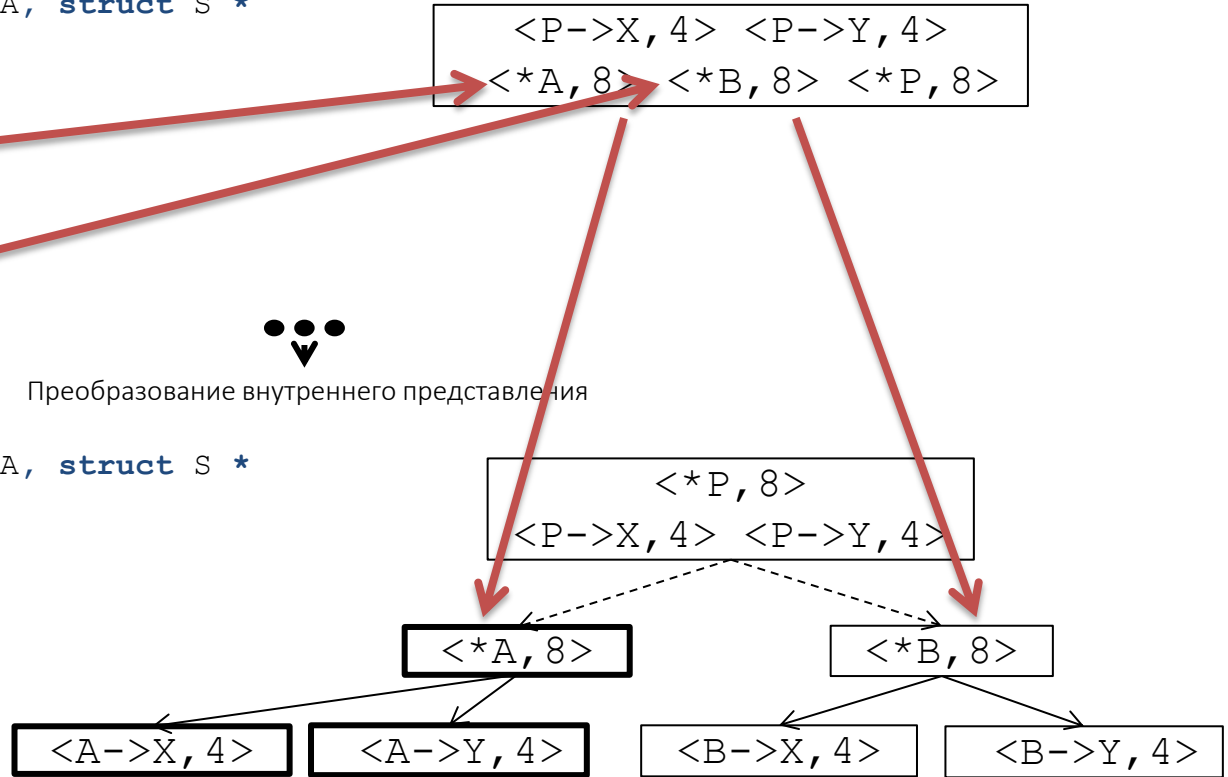 A, struct S *
<P->X,4> <P->Y,4>
<*A,8> <*B,8> <*P,8>
Преобразование внутреннего представления
A, struct S *
<*P,8>
<P->X,4> <P->Y,4>
<*A,8> <*B,8>
<A->X,4> <A->Y,4> <B->X,4> <B->Y,4>